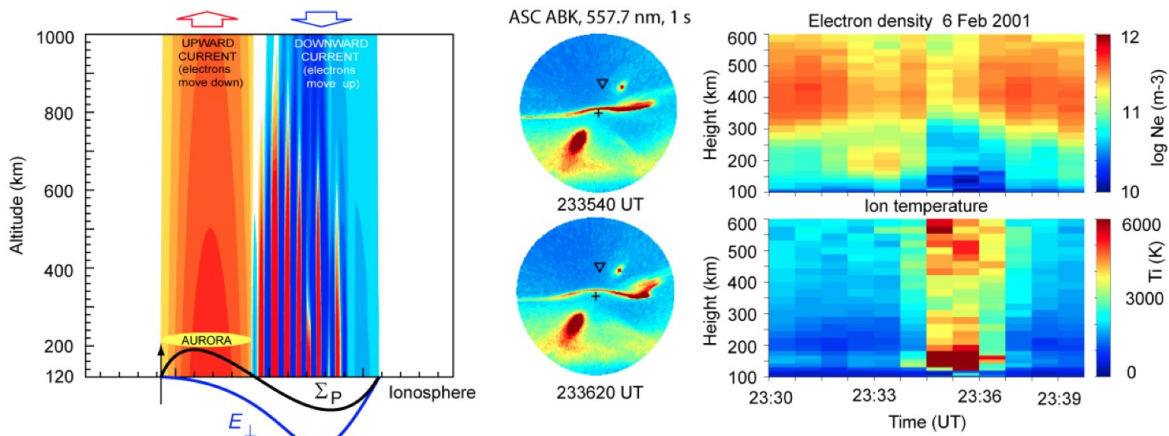 UPWARD
CURRENT
(electrons
move down)
DOWNWARD
CURRENT
(electrons
move up)
Altitude (km)
1000
800
600
400
200
120
AURORA
Σ_P
E_⊥
Ionosphere
ASC ABK, 557.7 nm, 1 s
233540 UT
233620 UT
Electron density 6 Feb 2001
Height (km)
600
500
400
300
200
100
12
11
10
log Ne (m-3)
Ion temperature
Height (km)
600
500
400
300
200
100
6000
3000
0
Ti (K)
23:30
23:33
23:36
23:39
Time (UT)